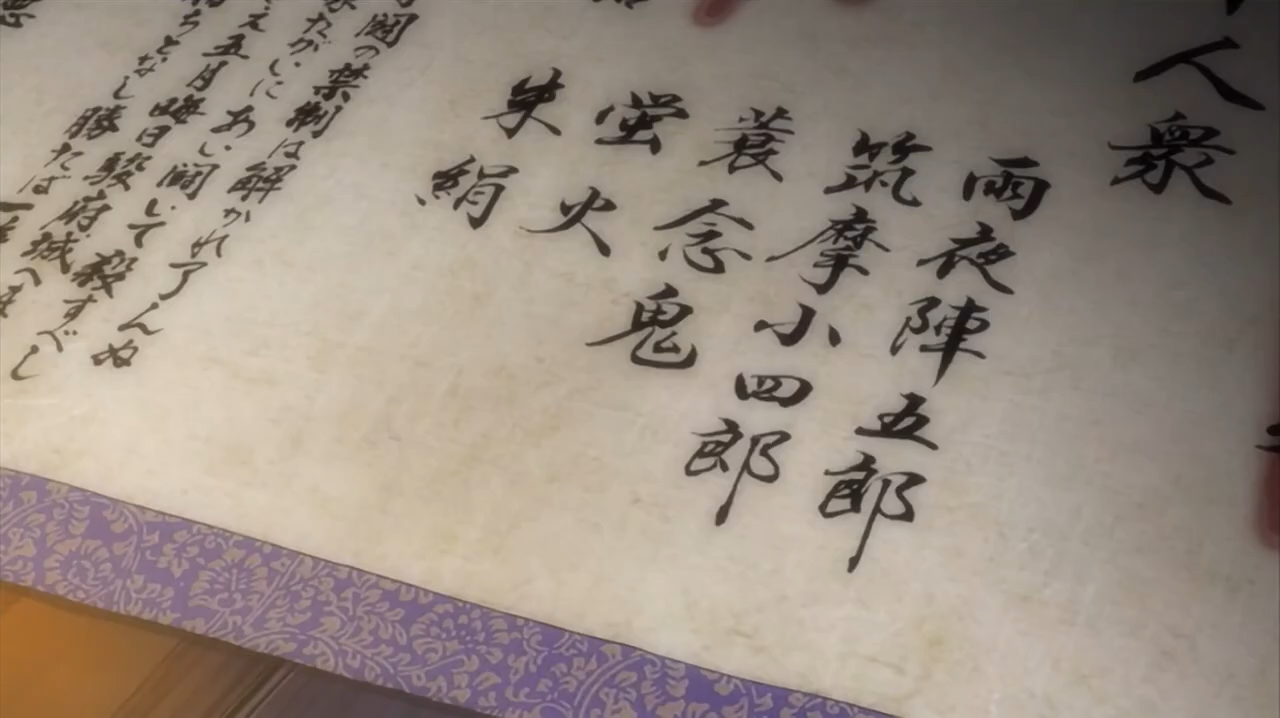 人衆
雨夜陣五郎
筑摩小四郎
蓑念鬼
蛍火
朱絹
闘の禁制は解かれ了んぬ
たがいにあい闘いて殺すべし
え五月晦日駿府城へ
ちとなし勝たば一